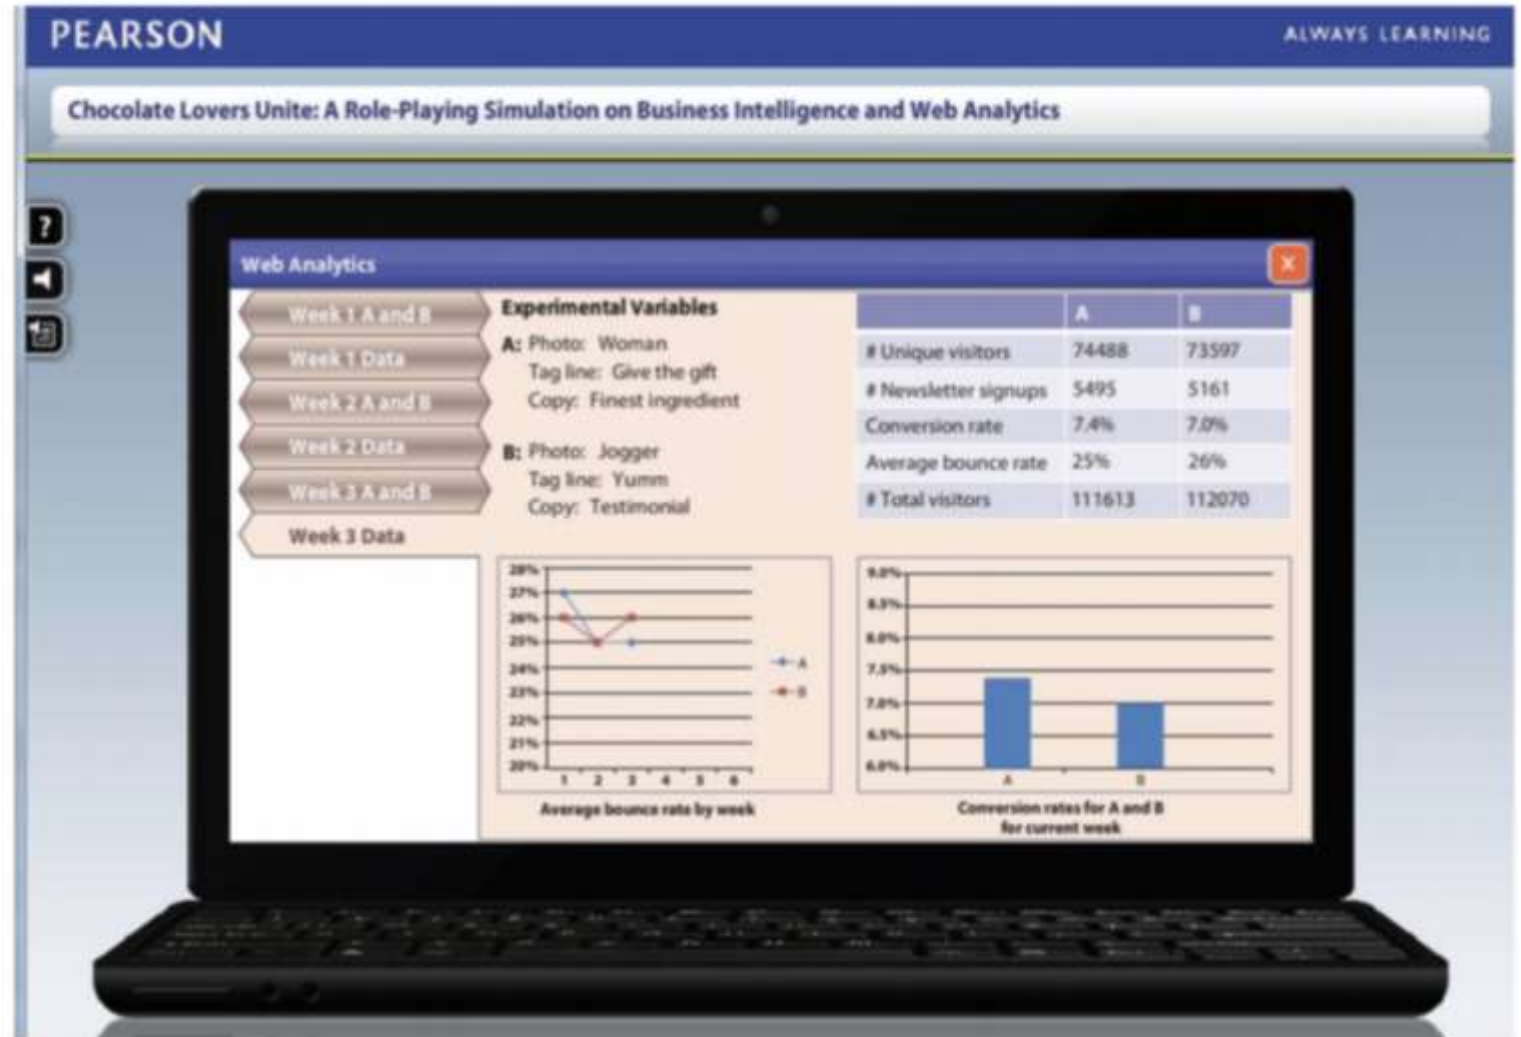 PEARSON
ALWAYS LEARNING
Chocolate Lovers Unite: A Role-Playing Simulation on Business Intelligence and Web Analytics
?
Web Analytics
X
Week 1 A and B
Week 1 Data
Week 2 A and B
Week 2 Data
Week 3 A and B
Week 3 Data
Experimental Variables
A: Photo: Woman
Tag line: Give the gift
Copy: Finest ingredient
B: Photo: Jogger
Tag line: Yumm
Copy: Testimonial
A B
# Unique visitors 74488 73597
# Newsletter signups 5495 5161
Conversion rate 7.4% 7.0%
Average bounce rate 25% 26%
# Total visitors 111613 112070
28%
27%
26%
25%
24%
23%
22%
21%
20%
1 2 3 4 5 6
A
B
Average bounce rate by week
9.0%
8.5%
8.0%
7.5%
7.0%
6.5%
6.0%
A B
Conversion rates for A and B
for current week